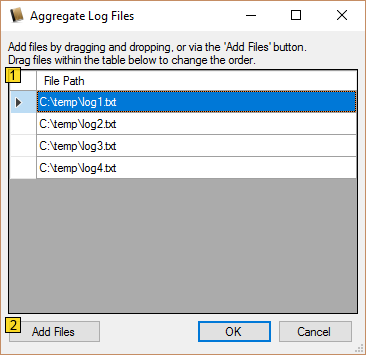 Aggregate Log Files
Add files by dragging and dropping, or via the 'Add Files' button.
Drag files within the table below to change the order.
1
File Path
C:\temp\log1.txt
C:\temp\log2.txt
C:\temp\log3.txt
C:\temp\log4.txt
2
Add Files OK Cancel